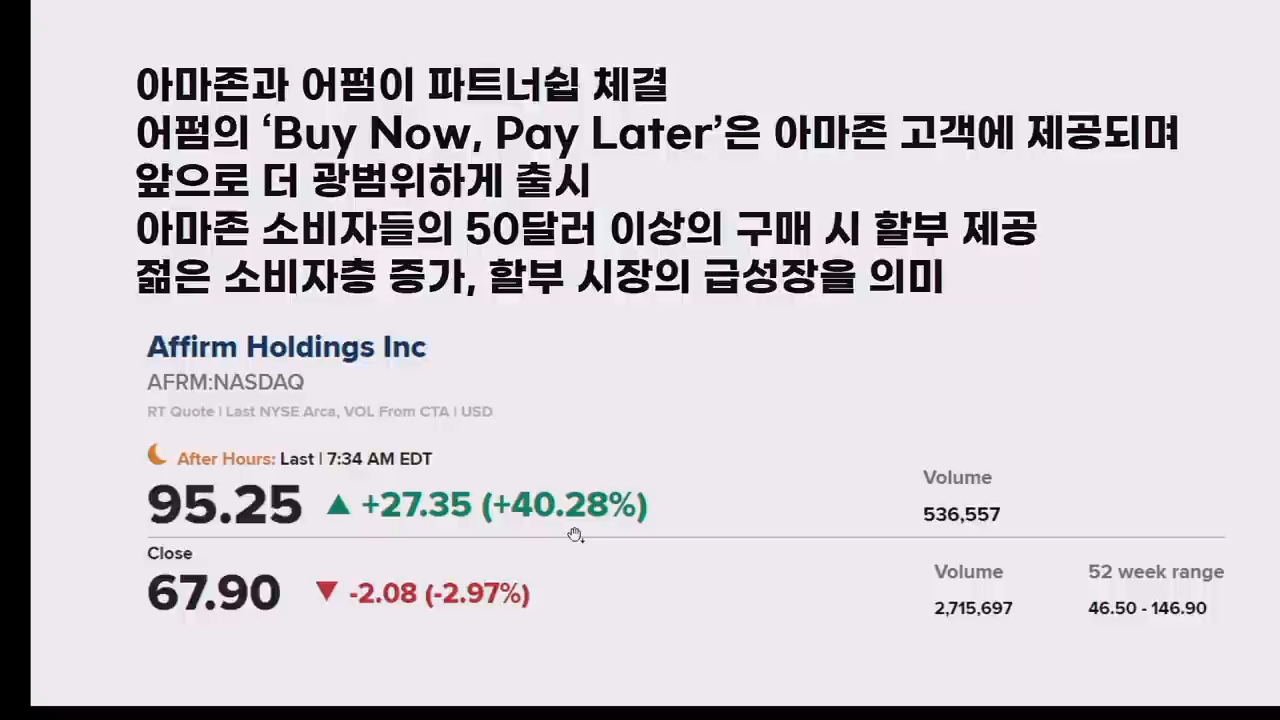 아마존과 어펌이 파트너쉽 체결
어펌의 ‘Buy Now, Pay Later’은 아마존 고객에 제공되며
앞으로 더 광범위하게 출시
아마존 소비자들의 50달러 이상의 구매 시 할부 제공
젊은 소비자층 증가, 할부 시장의 급성장을 의미
Affirm Holdings Inc
AFRM:NASDAQ
RT Quote | Last NYSE Arca, VOL From CTA | USD
After Hours: Last | 7:34 AM EDT
95.25 ▲ +27.35 (+40.28%)
Volume
536,557
Close
67.90 ▼ -2.08 (-2.97%)
Volume
2,715,697
52 week range
46.50 - 146.90